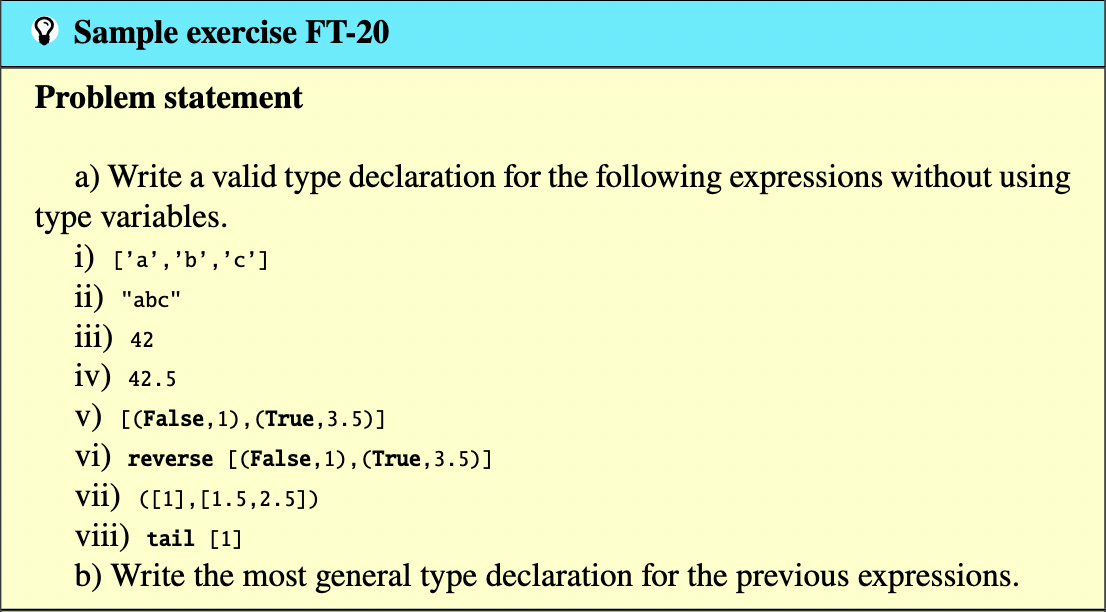 Sample exercise FT-20
Problem statement
a) Write a valid type declaration for the following expressions without using
type variables.
i) [’a’,’b’,’c’]
ii) "abc"
iii) 42
iv) 42.5
v) [(False,1),(True,3.5)]
vi) reverse [(False,1),(True,3.5)]
vii) ([1],[1.5,2.5])
viii) tail [1]
b) Write the most general type declaration for the previous expressions.